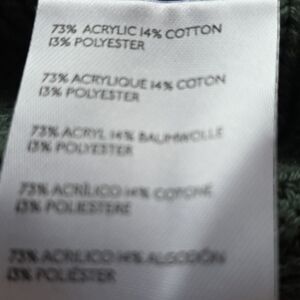 73% ACRYLIC 14% COTTON
13% POLYESTER
73% ACRYLIQUE 14% COTON
13% POLYESTER
73% ACRYL 14% BAUMWOLLE
13% POLYESTER
73% ACRILICO 14% COTONE
13% POLIESTERE
73% ACRILICO 14% ALGODÓN
13% POLIÉSTER